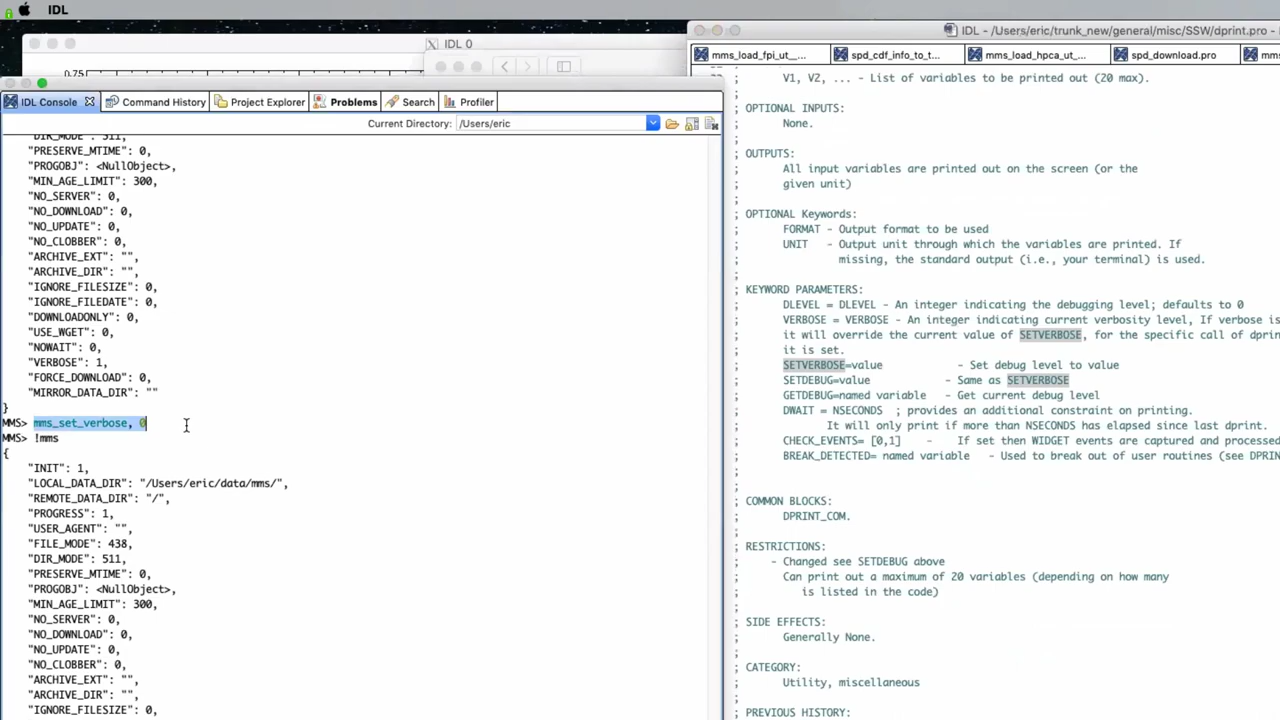 IDL
IDL 0
0.75
IDL Console
Command History
Project Explorer
Problems
Search
Profiler
Current Directory: /Users/eric
"DIR_MODE": 511,
"PRESERVE_MTIME": 0,
"PROGOBJ": <NullObject>,
"MIN_AGE_LIMIT": 300,
"NO_SERVER": 0,
"NO_DOWNLOAD": 0,
"NO_UPDATE": 0,
"NO_CLOBBER": 0,
"ARCHIVE_EXT": "",
"ARCHIVE_DIR": "",
"IGNORE_FILESIZE": 0,
"IGNORE_FILEDATE": 0,
"DOWNLOADONLY": 0,
"USE_WGET": 0,
"NOWAIT": 0,
"VERBOSE": 1,
"FORCE_DOWNLOAD": 0,
"MIRROR_DATA_DIR": ""
}
MMS> mms_set_verbose, 0
MMS> !mms
{
"INIT": 1,
"LOCAL_DATA_DIR": "/Users/eric/data/mms/",
"REMOTE_DATA_DIR": "/",
"PROGRESS": 1,
"USER_AGENT": "",
"FILE_MODE": 438,
"DIR_MODE": 511,
"PRESERVE_MTIME": 0,
"PROGOBJ": <NullObject>,
"MIN_AGE_LIMIT": 300,
"NO_SERVER": 0,
"NO_DOWNLOAD": 0,
"NO_UPDATE": 0,
"NO_CLOBBER": 0,
"ARCHIVE_EXT": "",
"ARCHIVE_DIR": "",
"IGNORE_FILESIZE": 0,
IDL - /Users/eric/trunk_new/general/misc/SSW/dprint.pro - IDL
mms_load_fpi_ut__...
spd_cdf_info_to_t...
mms_load_hpca_ut_...
spd_download.pro
; V1, V2, ... - List of variables to be printed out (20 max).
;
; OPTIONAL INPUTS:
; None.
;
; OUTPUTS:
; All input variables are printed out on the screen (or the
; given unit)
;
; OPTIONAL Keywords:
; FORMAT - Output format to be used
; UNIT - Output unit through which the variables are printed. If
; missing, the standard output (i.e., your terminal) is used.
;
; KEYWORD PARAMETERS:
; DLEVEL = DLEVEL - An integer indicating the debugging level; defaults to 0
; VERBOSE = VERBOSE - An integer indicating current verbosity level, If verbose is
; it will override the current value of SETVERBOSE, for the specific call of dprin
; it is set.
; SETVERBOSE=value - Set debug level to value
; SETDEBUG=value - Same as SETVERBOSE
; GETDEBUG=named variable - Get current debug level
; DWAIT = NSECONDS ; provides an additional constraint on printing.
; It will only print if more than NSECONDS has elapsed since last dprint.
; CHECK_EVENTS= [0,1] - If set then WIDGET events are captured and processed
; BREAK_DETECTED= named variable - Used to break out of user routines (see DPRIN
;
;
; COMMON BLOCKS:
; DPRINT_COM.
;
; RESTRICTIONS:
; - Changed see SETDEBUG above
; Can print out a maximum of 20 variables (depending on how many
; is listed in the code)
;
; SIDE EFFECTS:
; Generally None.
;
; CATEGORY:
; Utility, miscellaneous
;
; PREVIOUS HISTORY: